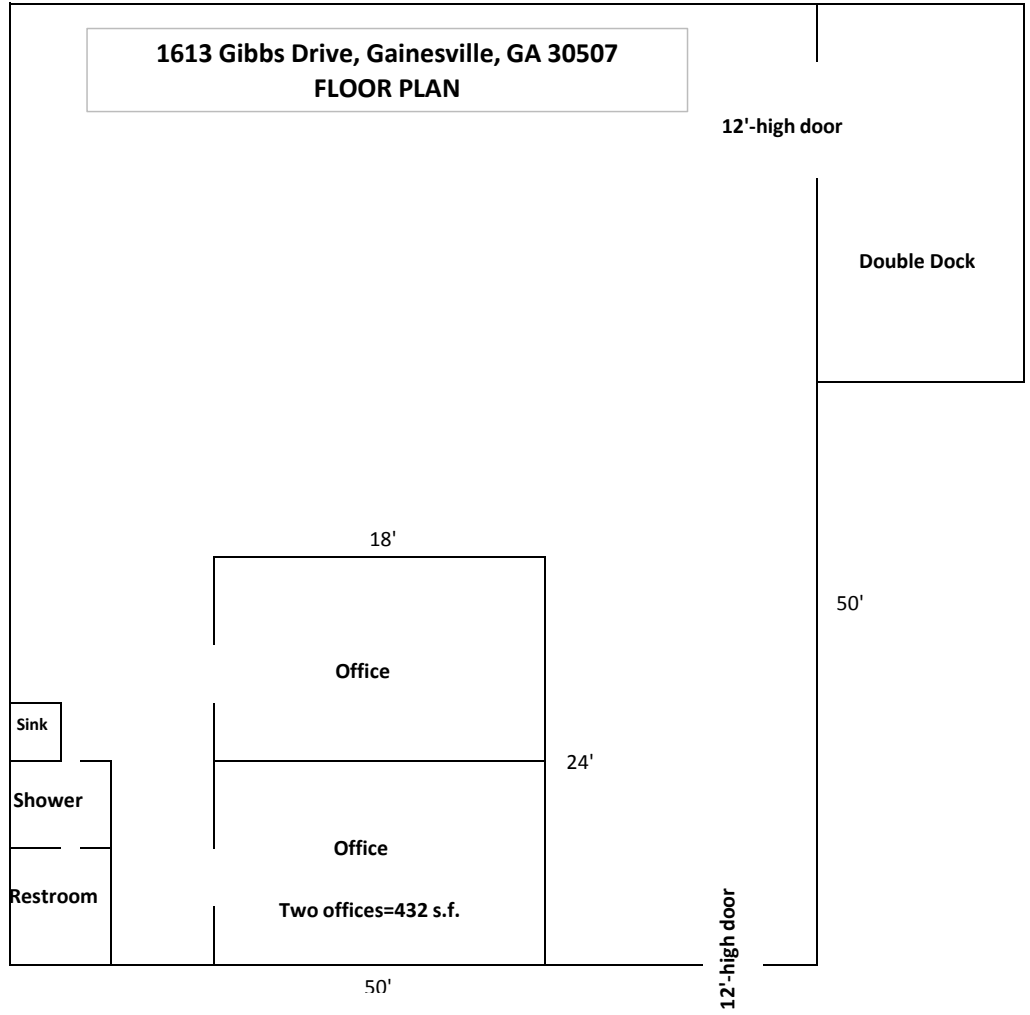 1613 Gibbs Drive, Gainesville, GA 30507
FLOOR PLAN
12'-high door
Double Dock
18'
50'
Office
Sink
24'
Shower
Office
Restroom
Two offices=432 s.f.
12'-high door
50'